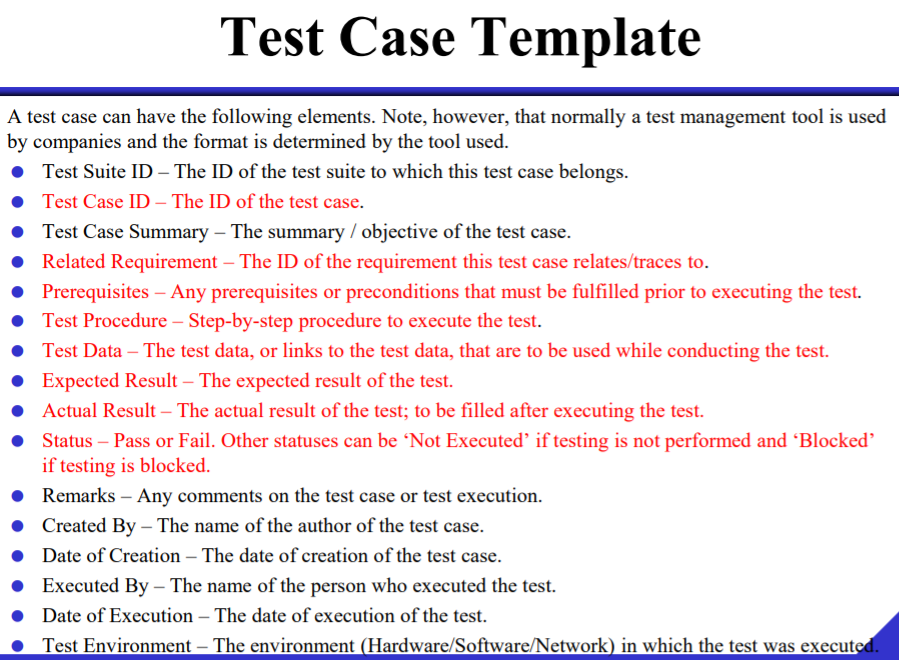 Test Case Template
A test case can have the following elements. Note, however, that normally a test management tool is used
by companies and the format is determined by the tool used.
● Test Suite ID – The ID of the test suite to which this test case belongs.
● Test Case ID – The ID of the test case.
● Test Case Summary – The summary / objective of the test case.
● Related Requirement – The ID of the requirement this test case relates/traces to.
● Prerequisites – Any prerequisites or preconditions that must be fulfilled prior to executing the test.
● Test Procedure – Step-by-step procedure to execute the test.
● Test Data – The test data, or links to the test data, that are to be used while conducting the test.
● Expected Result – The expected result of the test.
● Actual Result – The actual result of the test; to be filled after executing the test.
● Status – Pass or Fail. Other statuses can be ‘Not Executed’ if testing is not performed and ‘Blocked’
if testing is blocked.
● Remarks – Any comments on the test case or test execution.
● Created By – The name of the author of the test case.
● Date of Creation – The date of creation of the test case.
● Executed By – The name of the person who executed the test.
● Date of Execution – The date of execution of the test.
● Test Environment – The environment (Hardware/Software/Network) in which the test was executed.